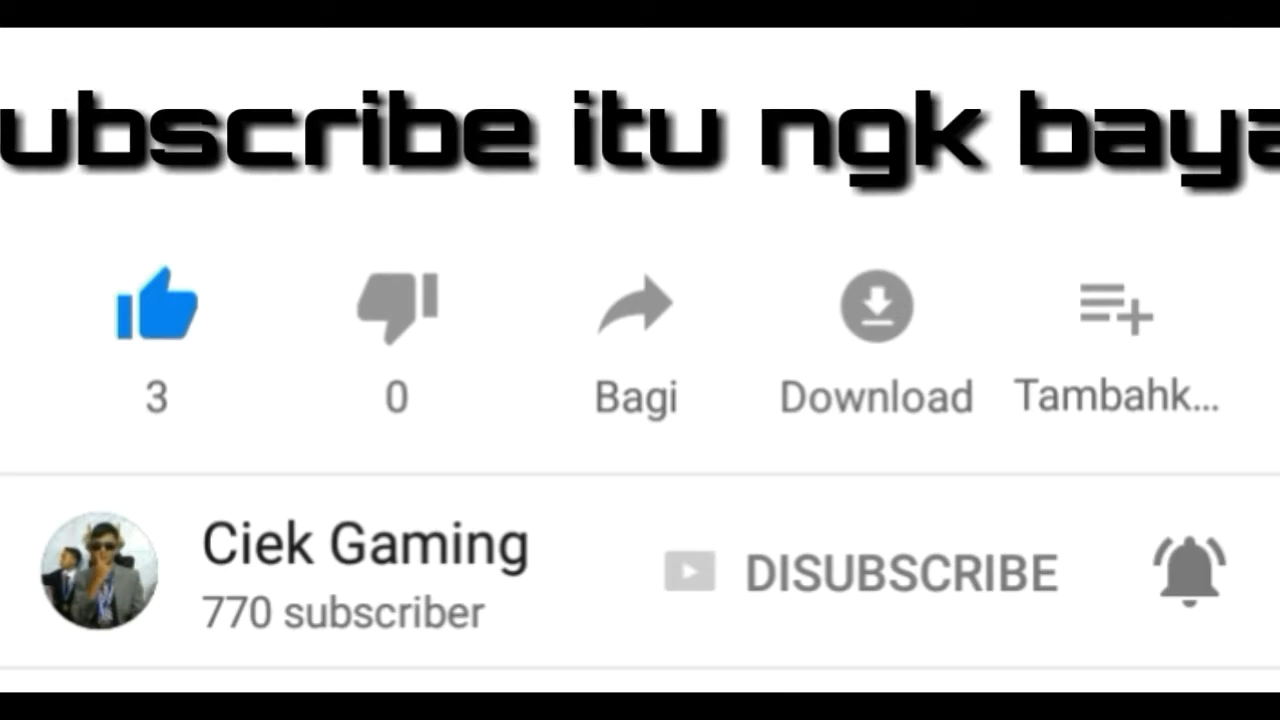 ubscribe itu ngk baya
3 0 Bagi Download Tambahk...
Ciek Gaming
DISUBSCRIBE
770 subscriber